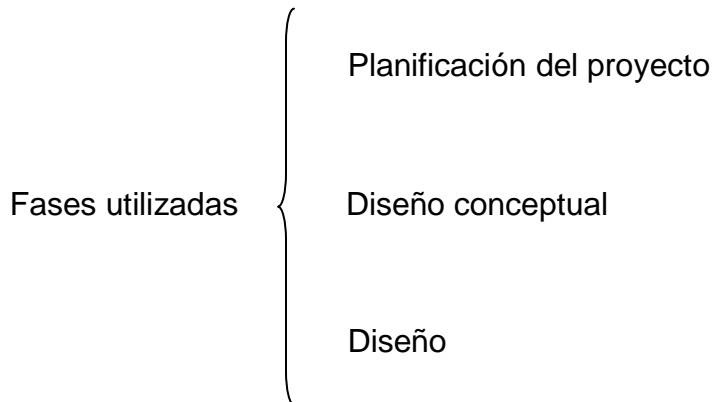 Planificación del proyecto
Fases utilizadas
Diseño conceptual
Diseño